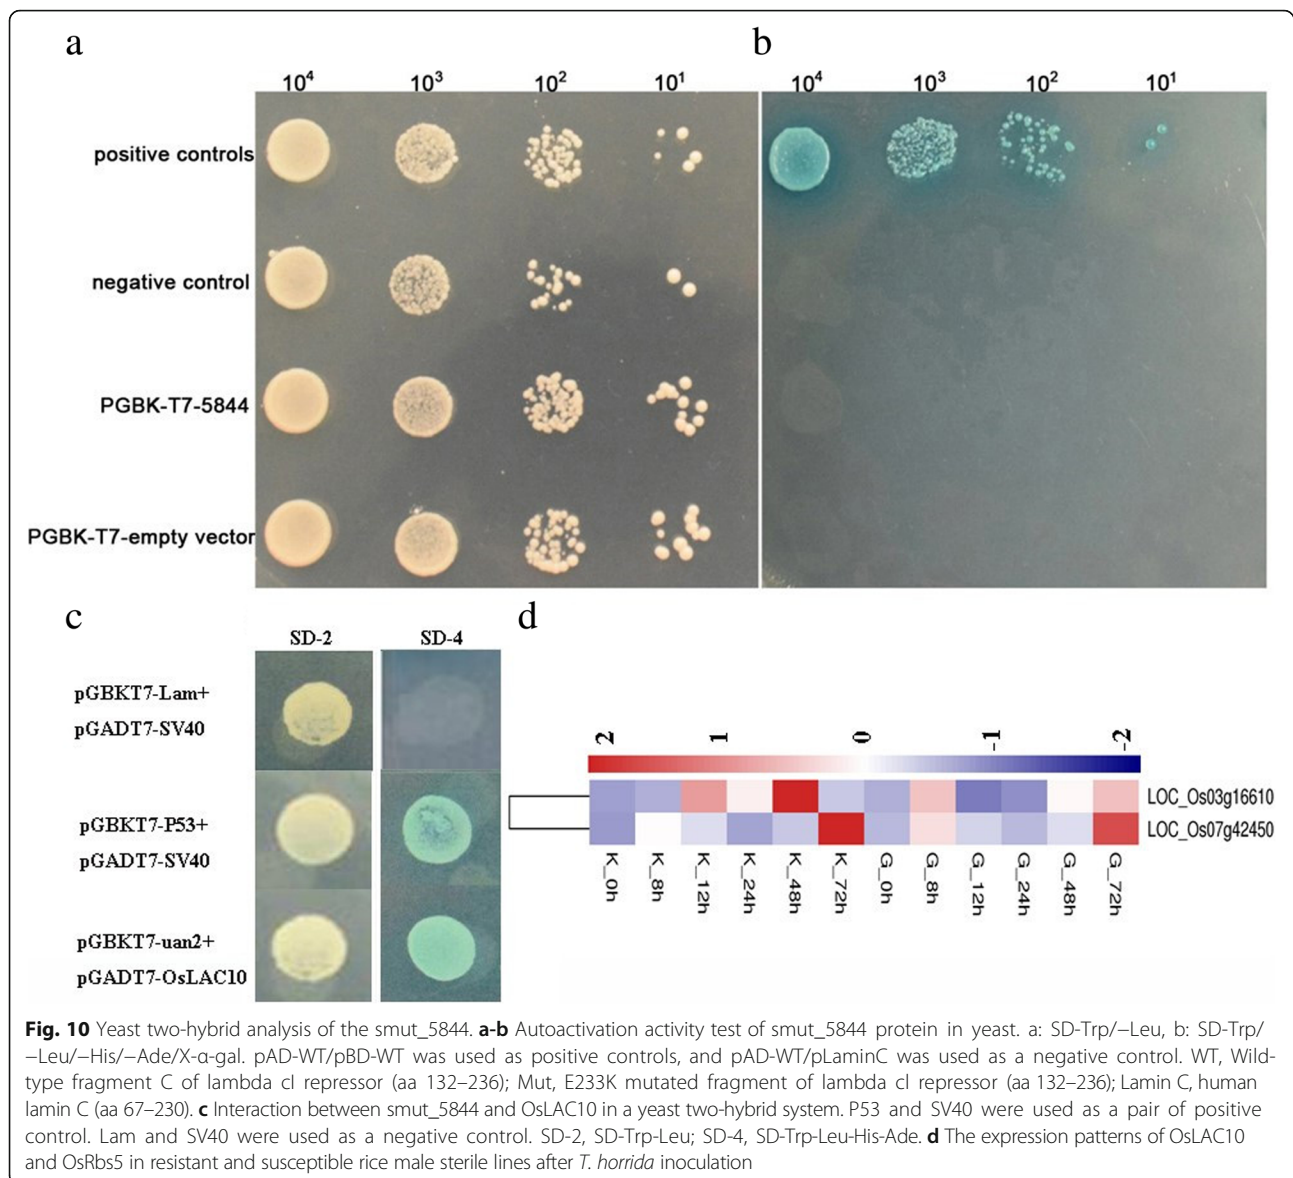 a
b
10⁴ 10³ 10² 10¹
10⁴ 10³ 10² 10¹
positive controls
negative control
PGBK-T7-5844
PGBK-T7-empty vector
c
SD-2 SD-4
pGBKT7-Lam+
pGADT7-SV40
pGBKT7-P53+
pGADT7-SV40
pGBKT7-uan2+
pGADT7-OsLAC10
d
2 1 0 -1 -2
LOC_Os03g16610
LOC_Os07g42450
K_0h K_8h K_12h K_24h K_48h K_72h G_0h G_8h G_12h G_24h G_48h G_72h
Fig. 10 Yeast two-hybrid analysis of the smut_5844. a-b Autoactivation activity test of smut_5844 protein in yeast. a: SD-Trp/−Leu, b: SD-Trp/
−Leu/−His/−Ade/X-α-gal. pAD-WT/pBD-WT was used as positive controls, and pAD-WT/pLaminC was used as a negative control. WT, Wild-
type fragment C of lambda cI repressor (aa 132–236); Mut, E233K mutated fragment of lambda cI repressor (aa 132–236); Lamin C, human
lamin C (aa 67–230). c Interaction between smut_5844 and OsLAC10 in a yeast two-hybrid system. P53 and SV40 were used as a pair of positive
control. Lam and SV40 were used as a negative control. SD-2, SD-Trp-Leu; SD-4, SD-Trp-Leu-His-Ade. d The expression patterns of OsLAC10
and OsRbs5 in resistant and susceptible rice male sterile lines after T. horrida inoculation